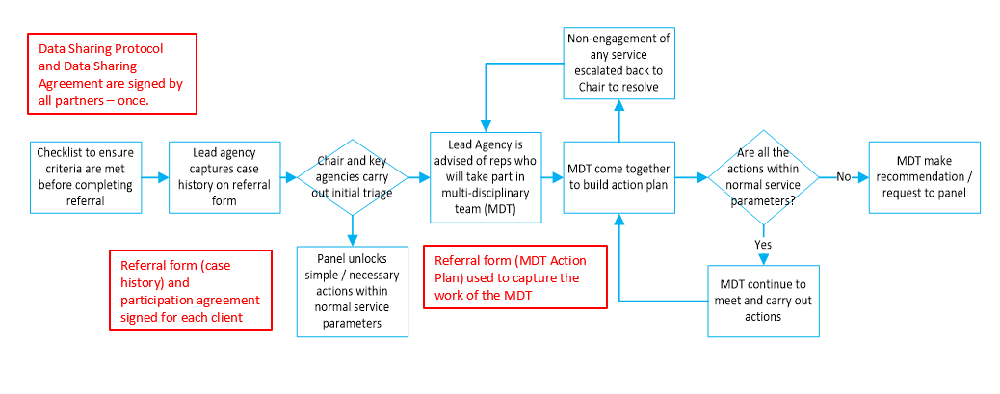 Data Sharing Protocol
and Data Sharing
Agreement are signed by
all partners – once.
Non-engagement of
any service
escalated back to
Chair to resolve
Checklist to ensure
criteria are met
before completing
referral
Lead agency
captures case
history on referral
form
Chair and key
agencies carry
out initial triage
Lead Agency is
advised of reps who
will take part in
multi-disciplinary
team (MDT)
MDT come together
to build action plan
Are all the
actions within
normal service
parameters?
No
MDT make
recommendation /
request to panel
Yes
Referral form (case
history) and
participation agreement
signed for each client
Panel unlocks
simple / necessary
actions within
normal service
parameters
Referral form (MDT Action
Plan) used to capture the
work of the MDT
MDT continue to
meet and carry out
actions